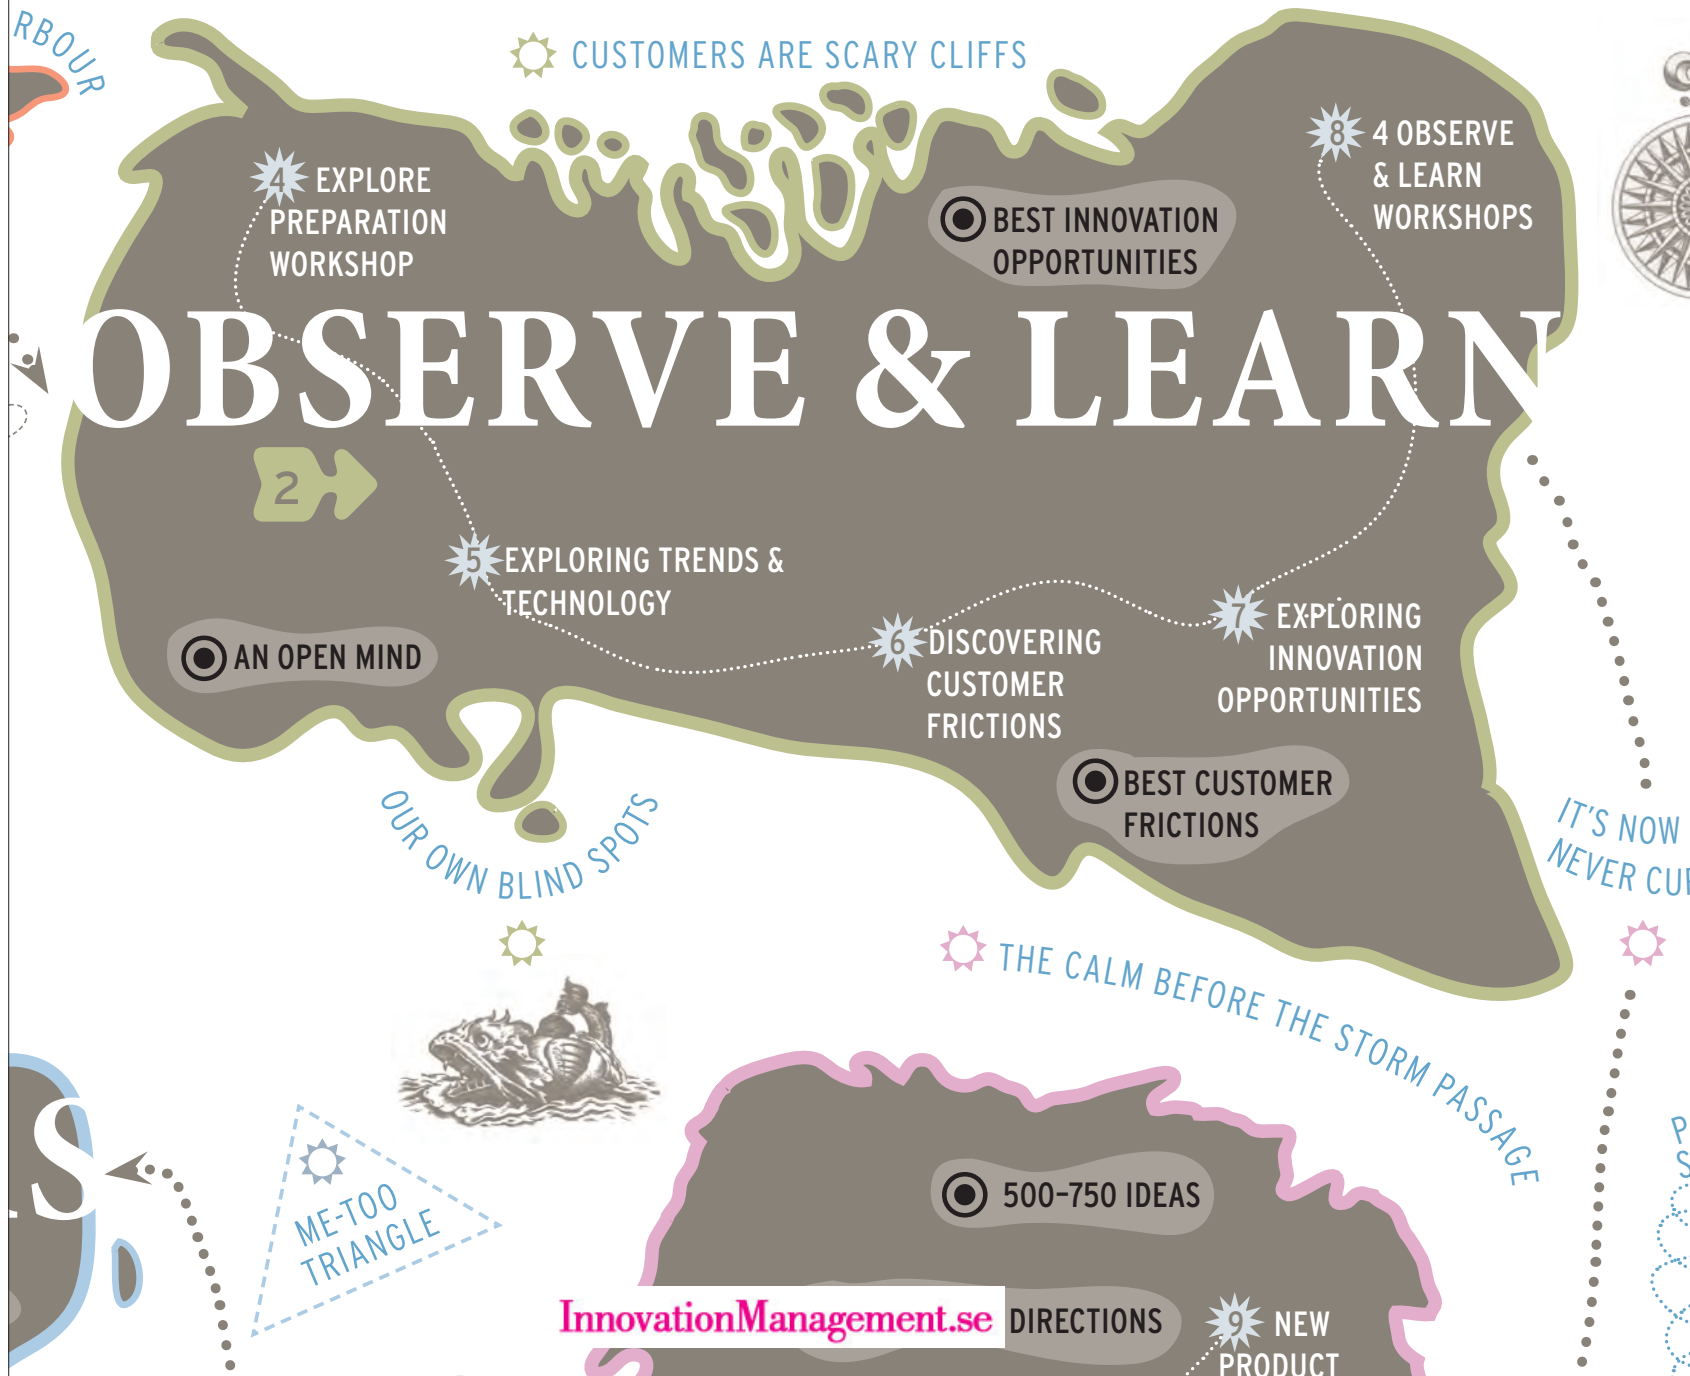 RBOUR
CUSTOMERS ARE SCARY CLIFFS
4 EXPLORE
PREPARATION
WORKSHOP
8 4 OBSERVE
& LEARN
WORKSHOPS
BEST INNOVATION
OPPORTUNITIES
OBSERVE & LEARN
2
5 EXPLORING TRENDS &
TECHNOLOGY
AN OPEN MIND
6 DISCOVERING
CUSTOMER
FRICTIONS
7 EXPLORING
INNOVATION
OPPORTUNITIES
BEST CUSTOMER
FRICTIONS
OUR OWN BLIND SPOTS
IT'S NOW
NEVER CU
THE CALM BEFORE THE STORM PASSAGE
S
ME-TOO
TRIANGLE
500-750 IDEAS
InnovationManagement.se
DIRECTIONS
9 NEW
PRODUCT